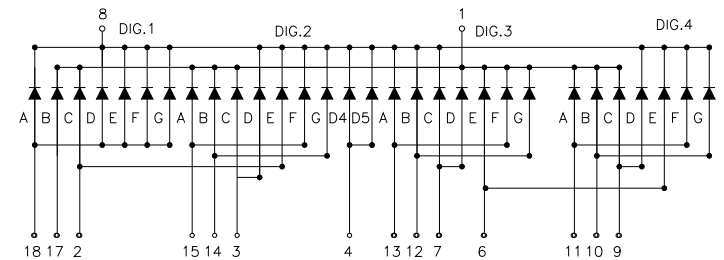 8 DIG.1 DIG.2 1 DIG.3 DIG.4
A B C D E F G A B C D E F G D4 D5 A B C D E F G A B C D E F G
18 17 2 15 14 3 4 13 12 7 6 11 10 9